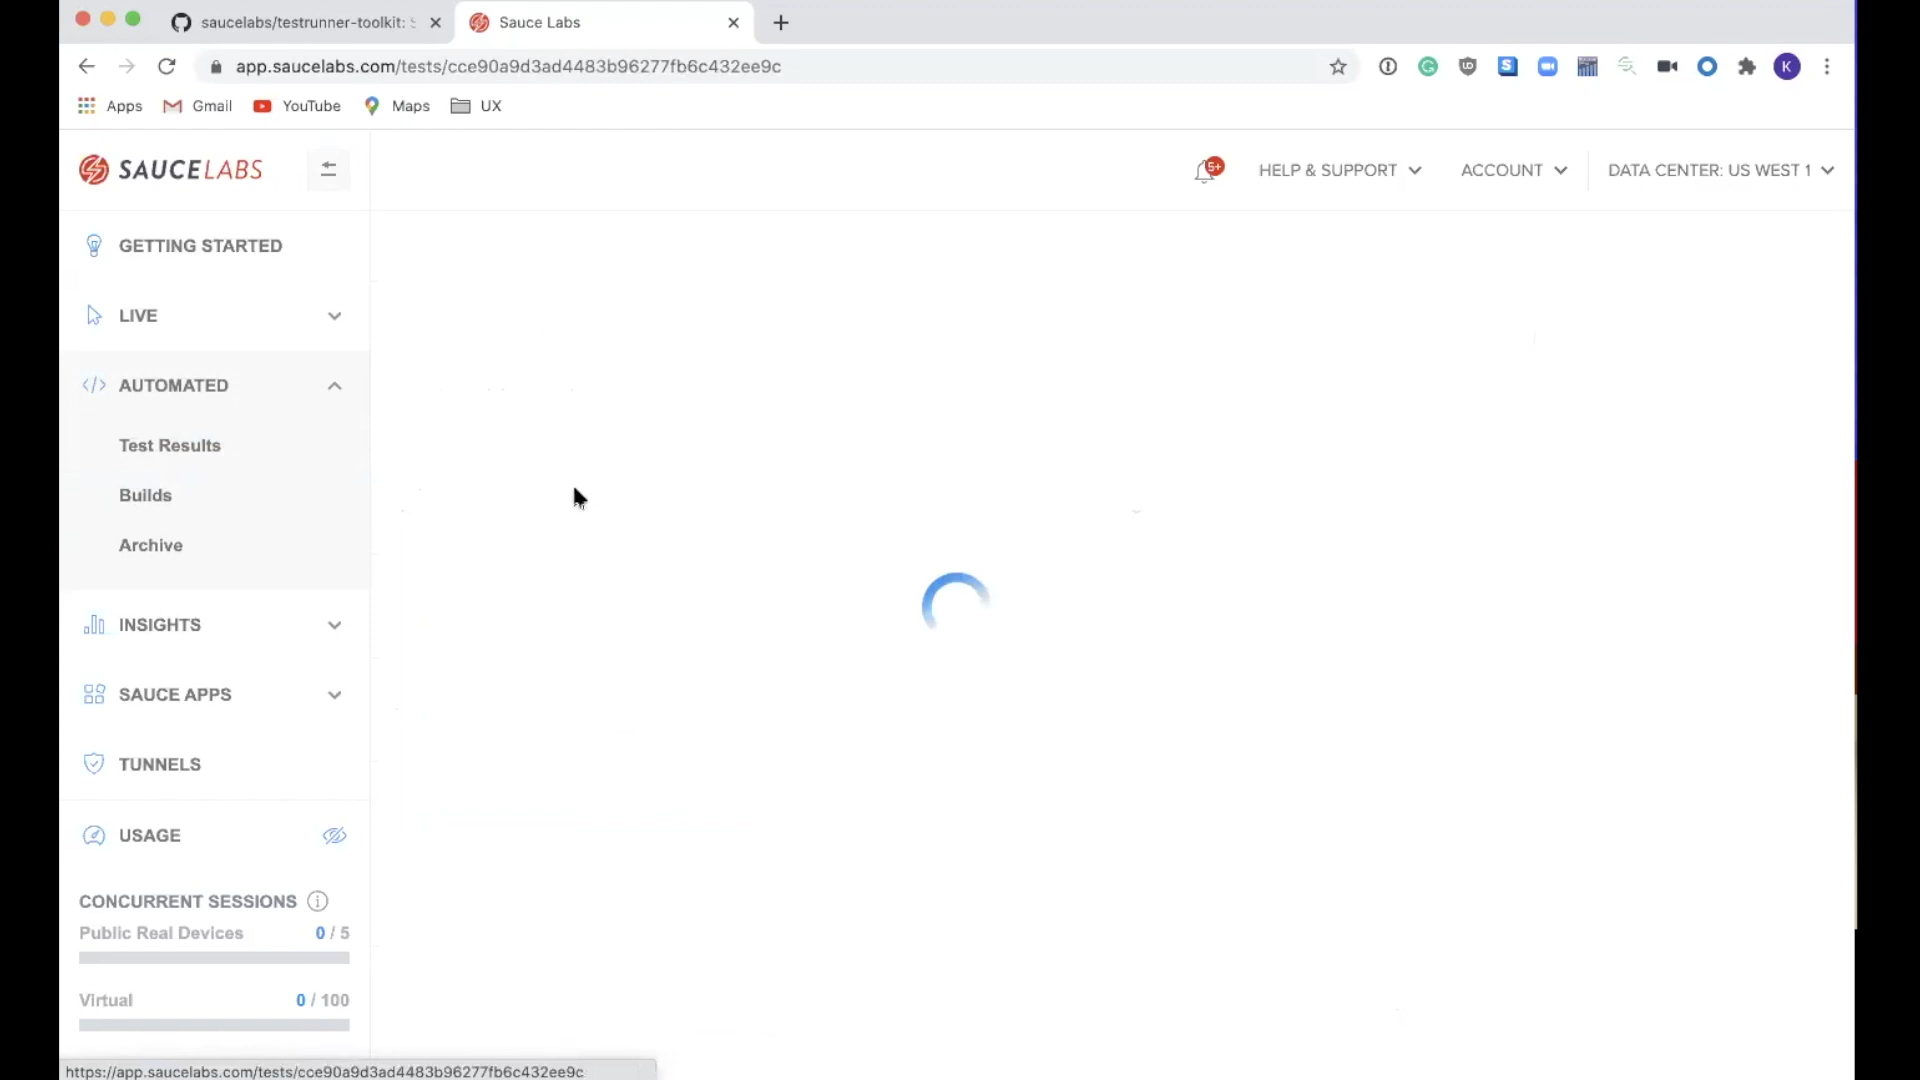 saucelabs/testrunner-toolkit: S
Sauce Labs
app.saucelabs.com/tests/cce90a9d3ad4483b96277fb6c432ee9c
K
Apps
Gmail
YouTube
Maps
UX
SAUCELABS
5+
HELP & SUPPORT
ACCOUNT
DATA CENTER: US WEST 1
GETTING STARTED
LIVE
AUTOMATED
Test Results
Builds
Archive
INSIGHTS
SAUCE APPS
TUNNELS
USAGE
CONCURRENT SESSIONS
Public Real Devices 0 / 5
Virtual 0 / 100
https://app.saucelabs.com/tests/cce90a9d3ad4483b96277fb6c432ee9c